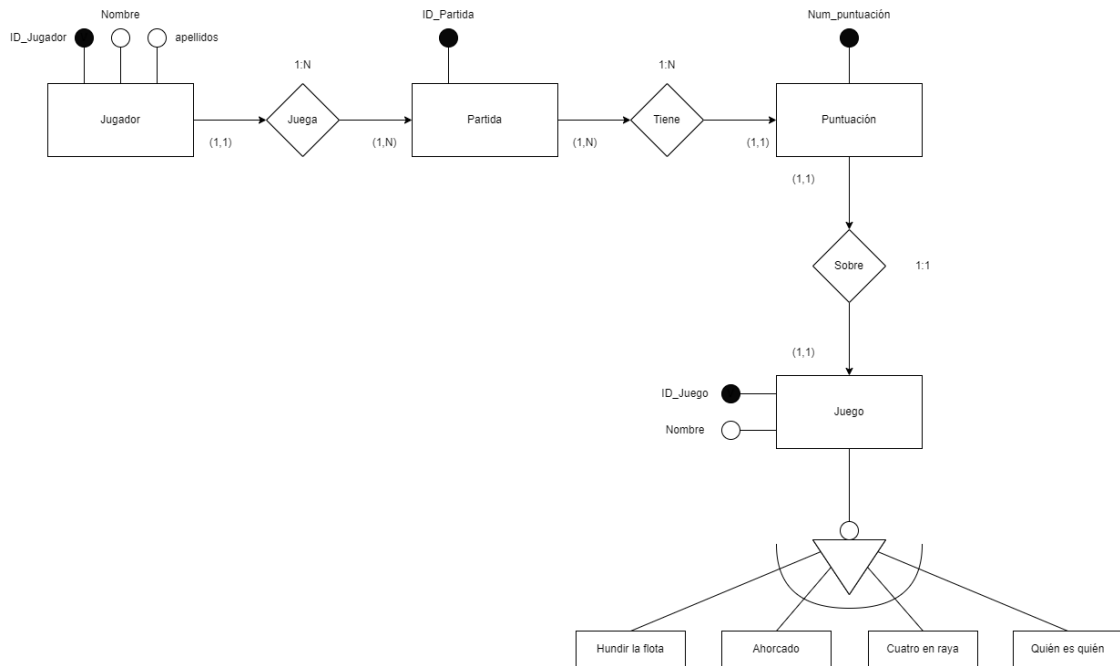 Nombre
ID_Jugador
apellidos
ID_Partida
Num_puntuación
1:N
1:N
Jugador
Juega
Partida
Tiene
Puntuación
(1,1)
(1,N)
(1,N)
(1,1)
(1,1)
Sobre
1:1
(1,1)
ID_Juego
Juego
Nombre
Hundir la flota
Ahorcado
Cuatro en raya
Quién es quién